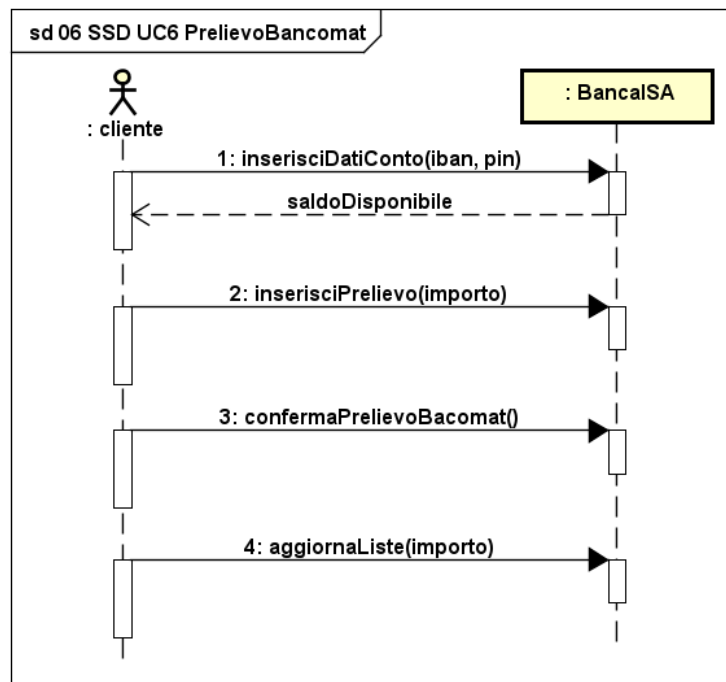 sd 06 SSD UC6 PrelievoBancomat
: cliente
: BancaISA
1: inserisciDatiConto(iban, pin)
saldoDisponibile
2: inserisciPrelievo(importo)
3: confermaPrelievoBacomat()
4: aggiornaListe(importo)